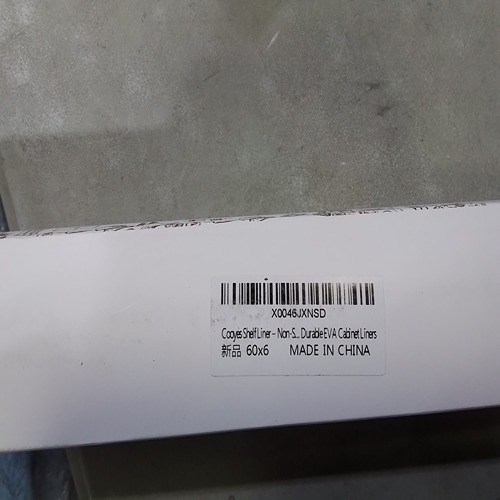 X0046JXNSD
Cooyes Shelf Liner – Non-S... Durable EVA Cabinet Liners
新品 60x6 MADE IN CHINA